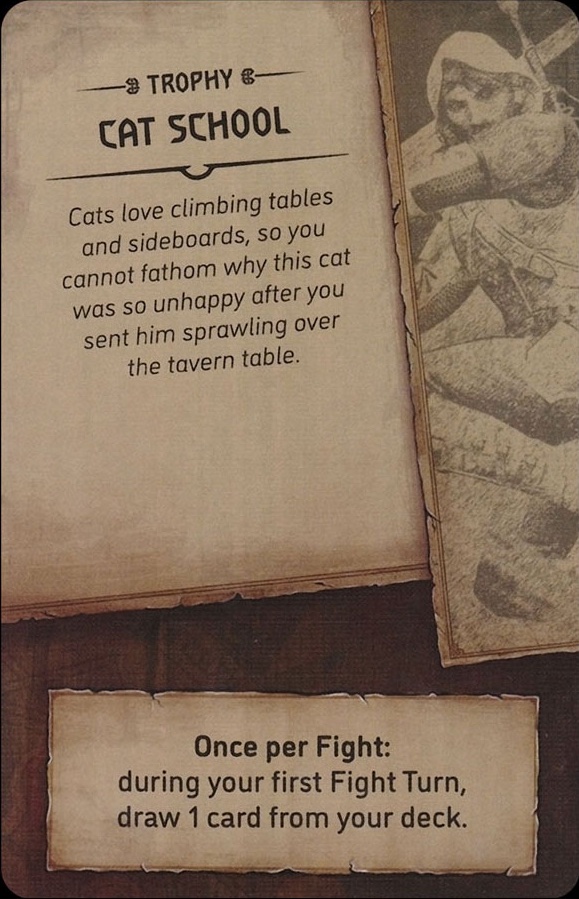 TROPHY
CAT SCHOOL
Cats love climbing tables
and sideboards, so you
cannot fathom why this cat
was so unhappy after you
sent him sprawling over
the tavern table.
Once per Fight:
during your first Fight Turn,
draw 1 card from your deck.